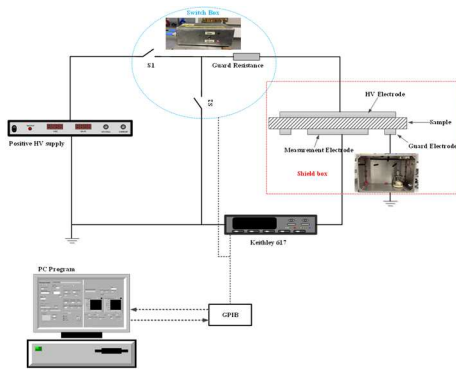 Switch Box
S1
Guard Resistance
S2
HV Electrode
Sample
Measurement Electrode
Guard Electrode
Shield box
Positive HV supply
Keithley 617
PC Program
GPIB